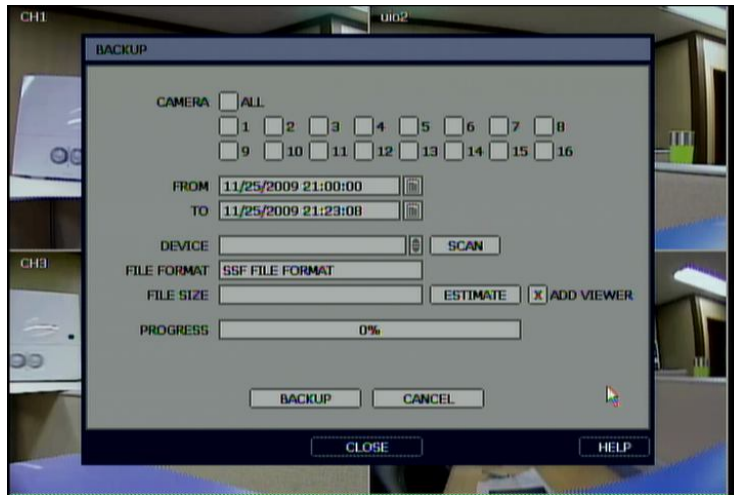 CH1
uio2
BACKUP
CAMERA ALL
1 2 3 4 5 6 7 8
9 10 11 12 13 14 15 16
FROM 11/25/2009 21:00:00
TO 11/25/2009 21:23:08
DEVICE SCAN
CH3
FILE FORMAT SSF FILE FORMAT
FILE SIZE ESTIMATE X ADD VIEWER
PROGRESS 0%
BACKUP CANCEL
CLOSE HELP